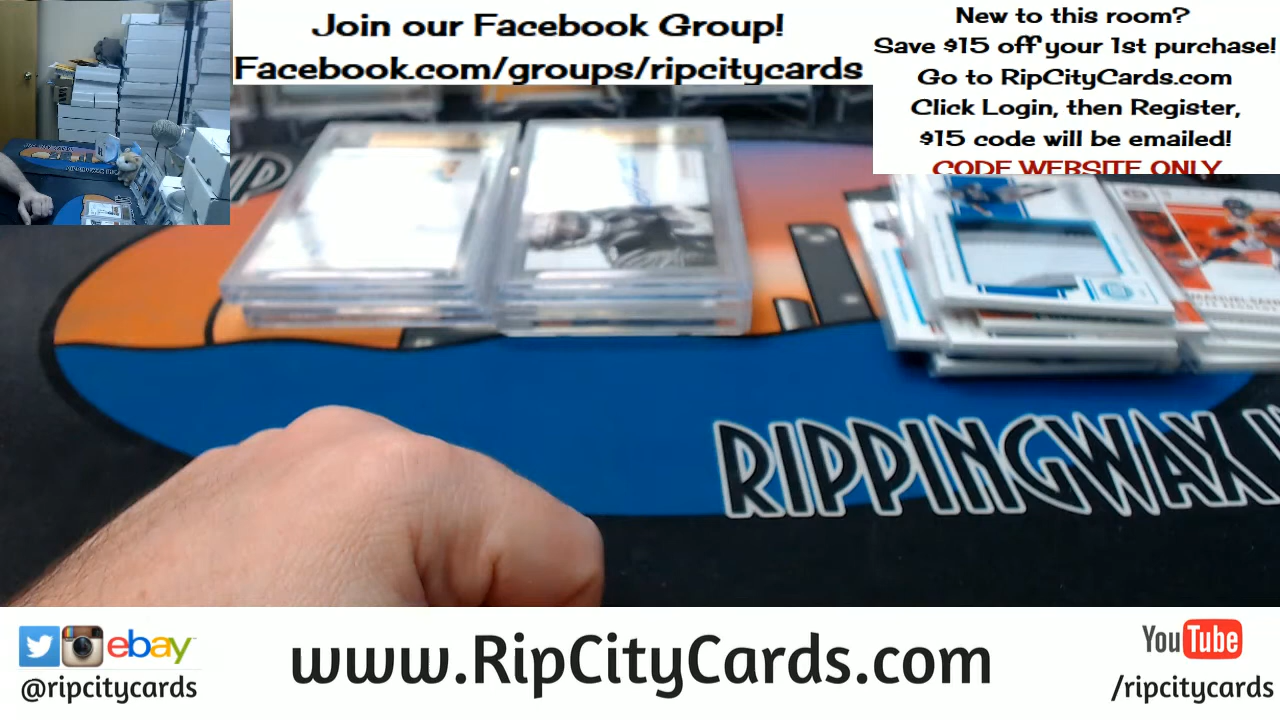 Join our Facebook Group!
Facebook.com/groups/ripcitycards
New to this room?
Save $15 off your 1st purchase!
Go to RipCityCards.com
Click Login, then Register,
$15 code will be emailed!
CODE WEBSITE ONLY
RIPPINGWAX
ebay
@ripcitycards
www.RipCityCards.com
YouTube
/ripcitycards